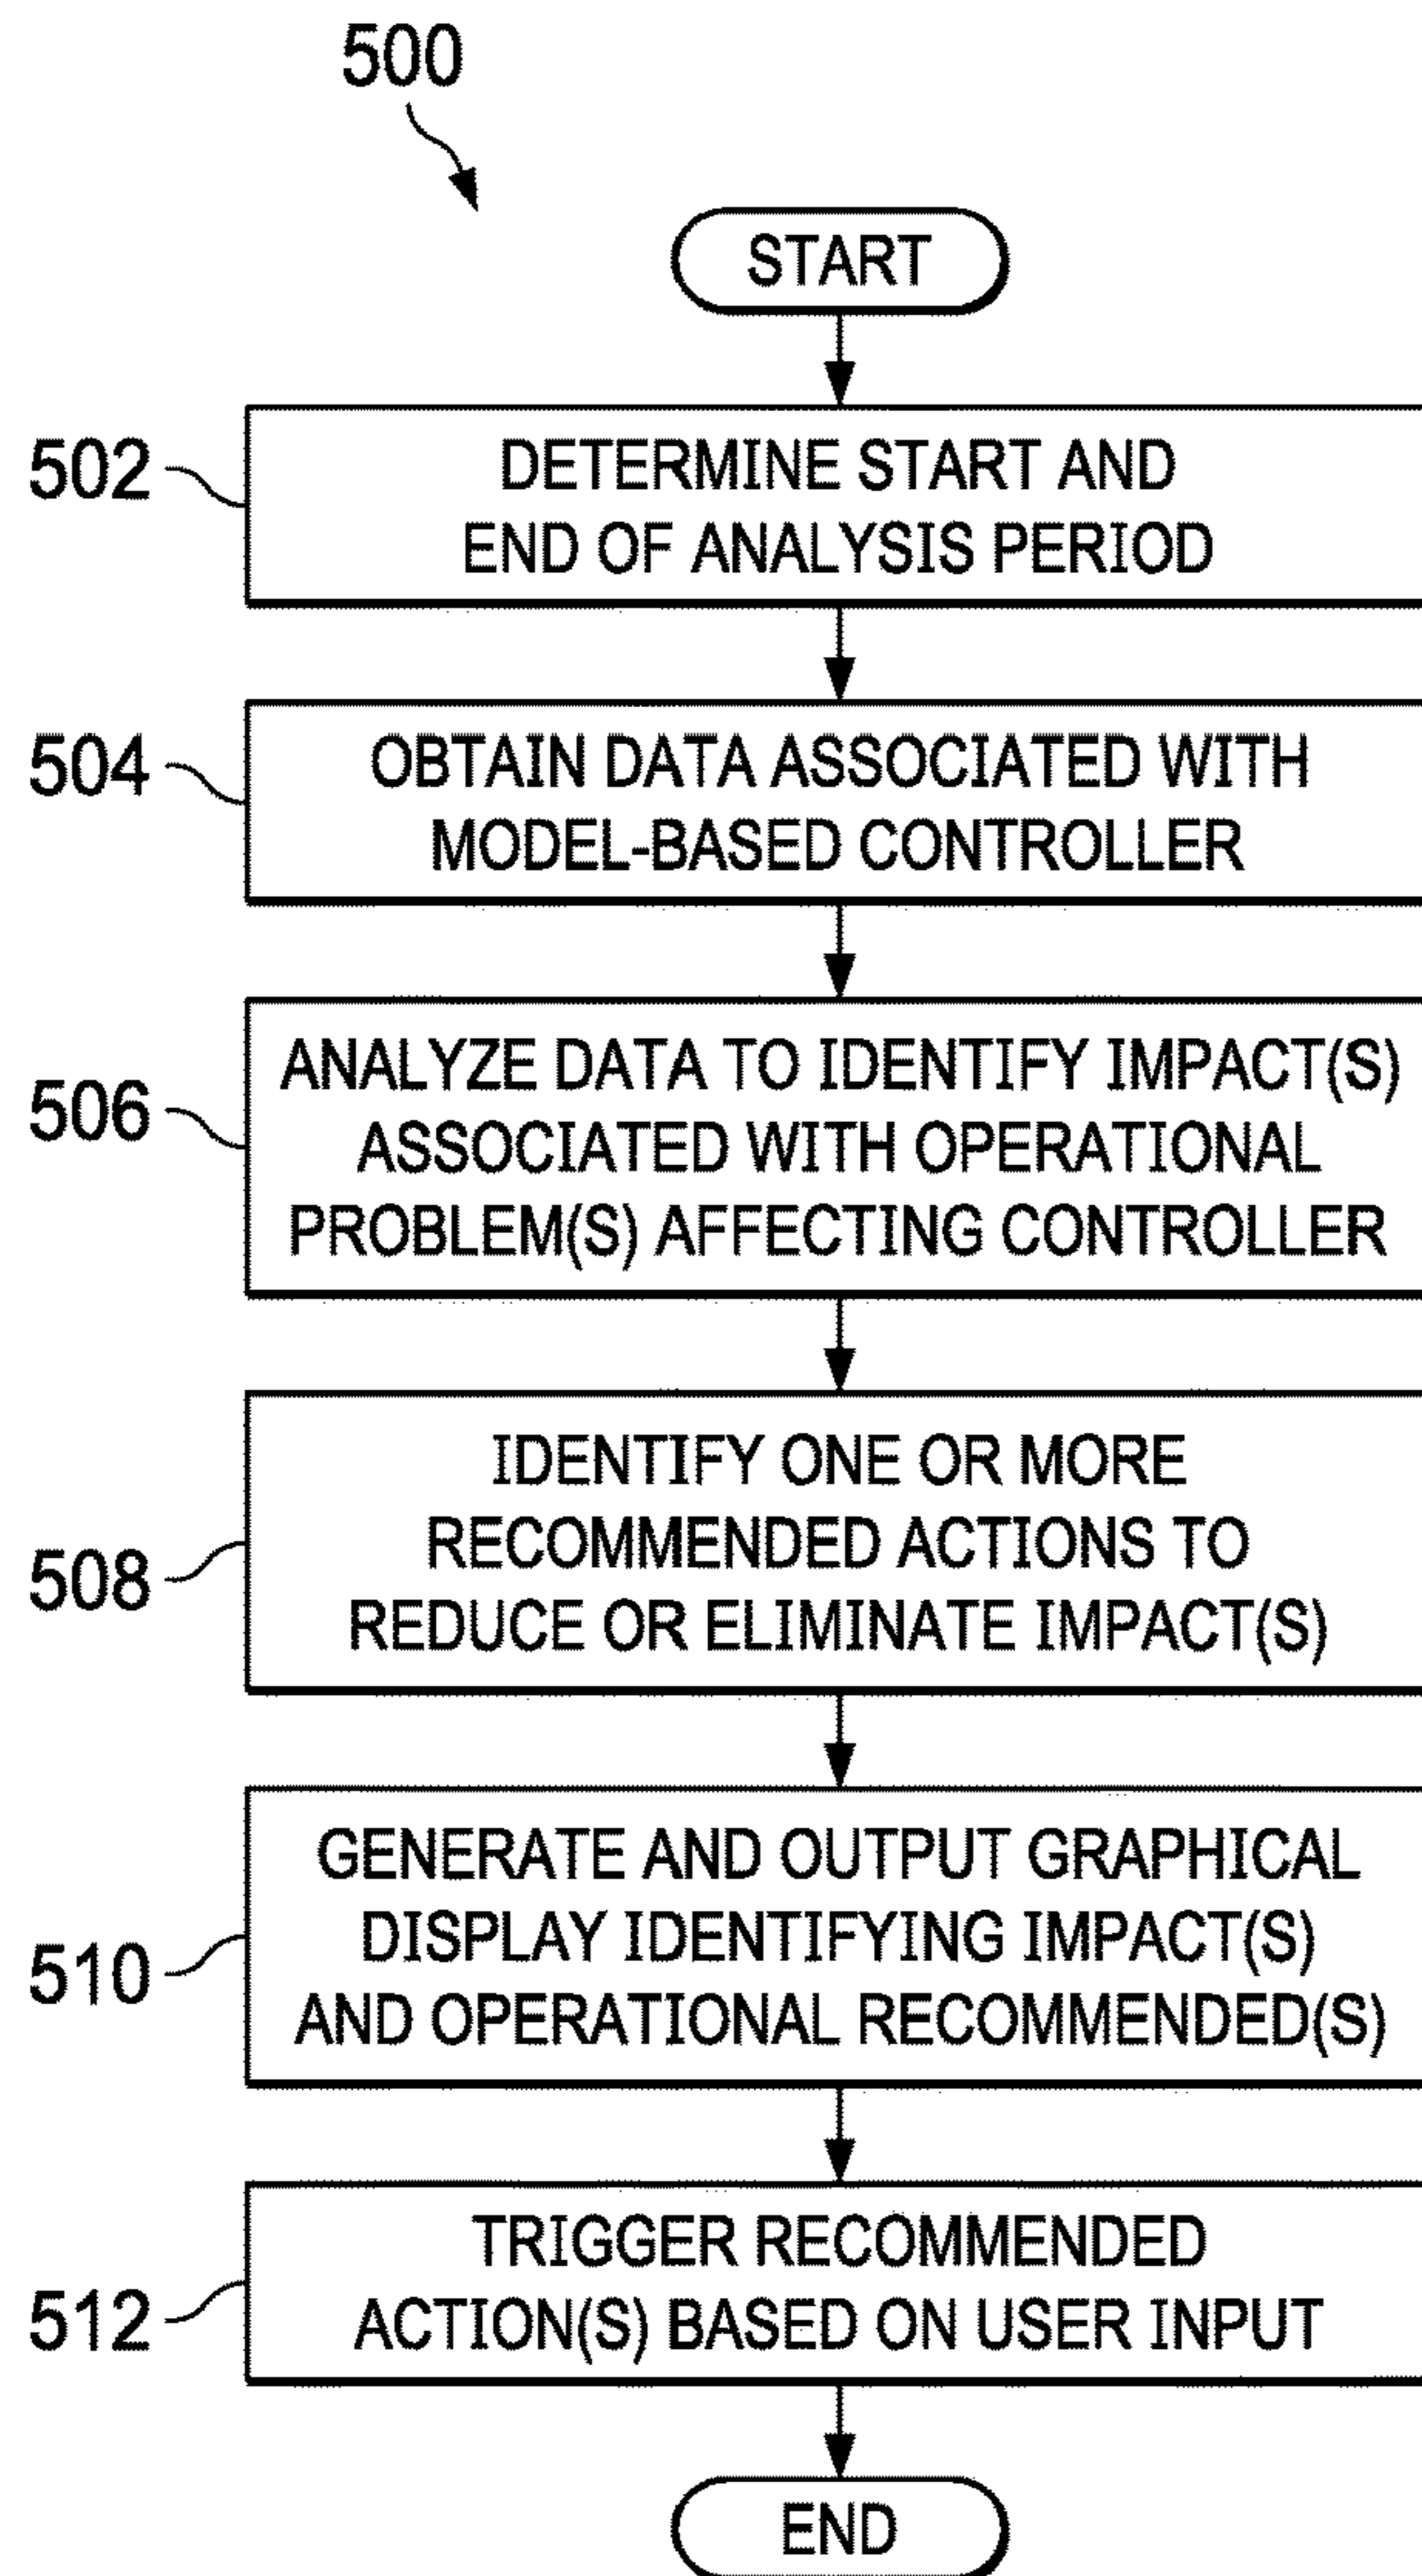 500
START
502
DETERMINE START AND
END OF ANALYSIS PERIOD
504
OBTAIN DATA ASSOCIATED WITH
MODEL-BASED CONTROLLER
506
ANALYZE DATA TO IDENTIFY IMPACT(S)
ASSOCIATED WITH OPERATIONAL
PROBLEM(S) AFFECTING CONTROLLER
508
IDENTIFY ONE OR MORE
RECOMMENDED ACTIONS TO
REDUCE OR ELIMINATE IMPACT(S)
510
GENERATE AND OUTPUT GRAPHICAL
DISPLAY IDENTIFYING IMPACT(S)
AND OPERATIONAL RECOMMENDED(S)
512
TRIGGER RECOMMENDED
ACTION(S) BASED ON USER INPUT
END